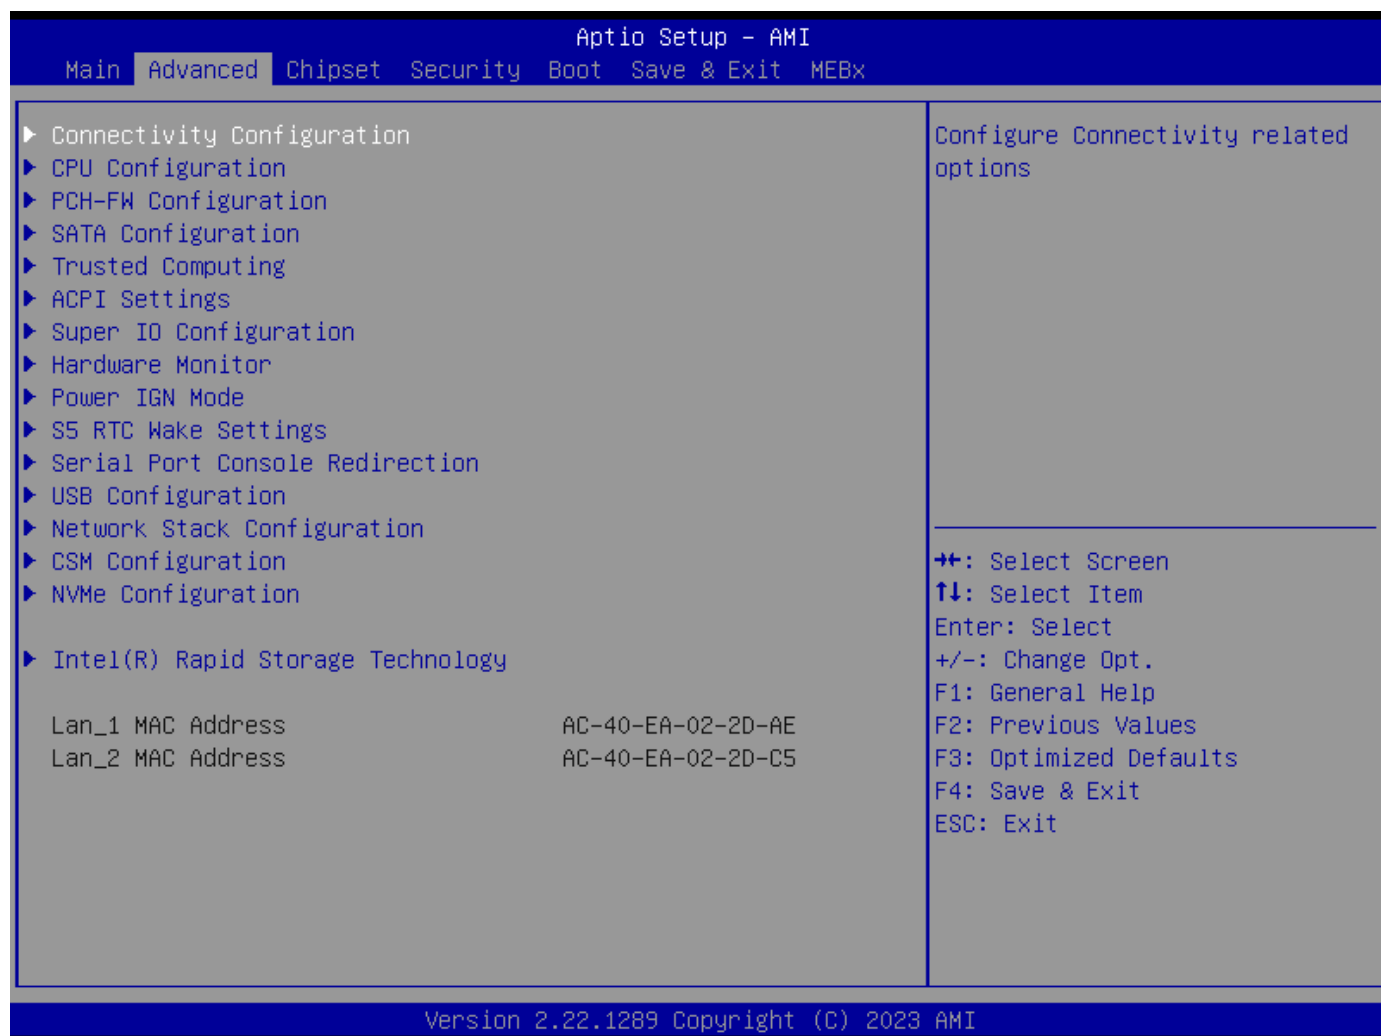 Aptio Setup – AMI
Main Advanced Chipset Security Boot Save & Exit MEBx
Connectivity Configuration
CPU Configuration
PCH-FW Configuration
SATA Configuration
Trusted Computing
ACPI Settings
Super IO Configuration
Hardware Monitor
Power IGN Mode
S5 RTC Wake Settings
Serial Port Console Redirection
USB Configuration
Network Stack Configuration
CSM Configuration
NVMe Configuration
Intel(R) Rapid Storage Technology
Lan_1 MAC Address AC-40-EA-02-2D-AE
Lan_2 MAC Address AC-40-EA-02-2D-C5
Configure Connectivity related
options
→←: Select Screen
↑↓: Select Item
Enter: Select
+/-: Change Opt.
F1: General Help
F2: Previous Values
F3: Optimized Defaults
F4: Save & Exit
ESC: Exit
Version 2.22.1289 Copyright (C) 2023 AMI